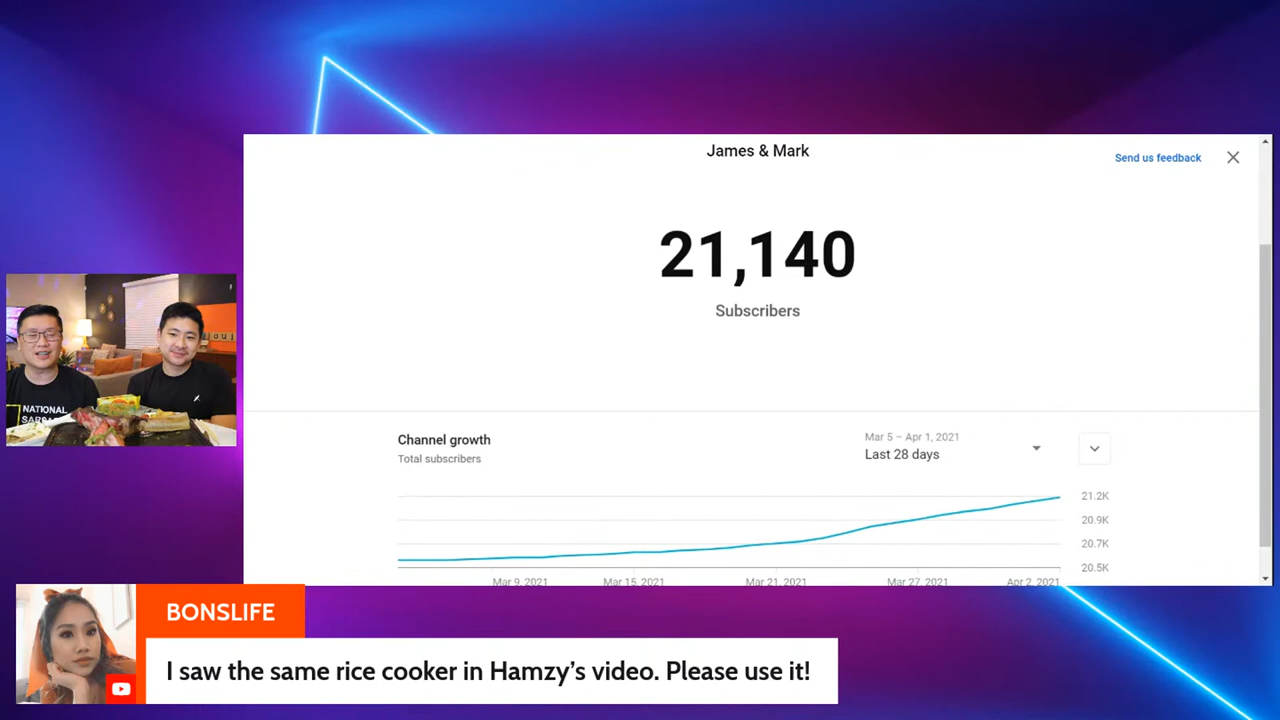 James & Mark
Send us feedback
21,140
Subscribers
Channel growth
Total subscribers
Mar 5 – Apr 1, 2021
Last 28 days
21.2K
20.9K
20.7K
20.5K
Mar 9, 2021
Mar 15, 2021
Mar 21, 2021
Mar 27, 2021
Apr 2, 2021
NATIONAL
BONSLIFE
I saw the same rice cooker in Hamzy's video. Please use it!